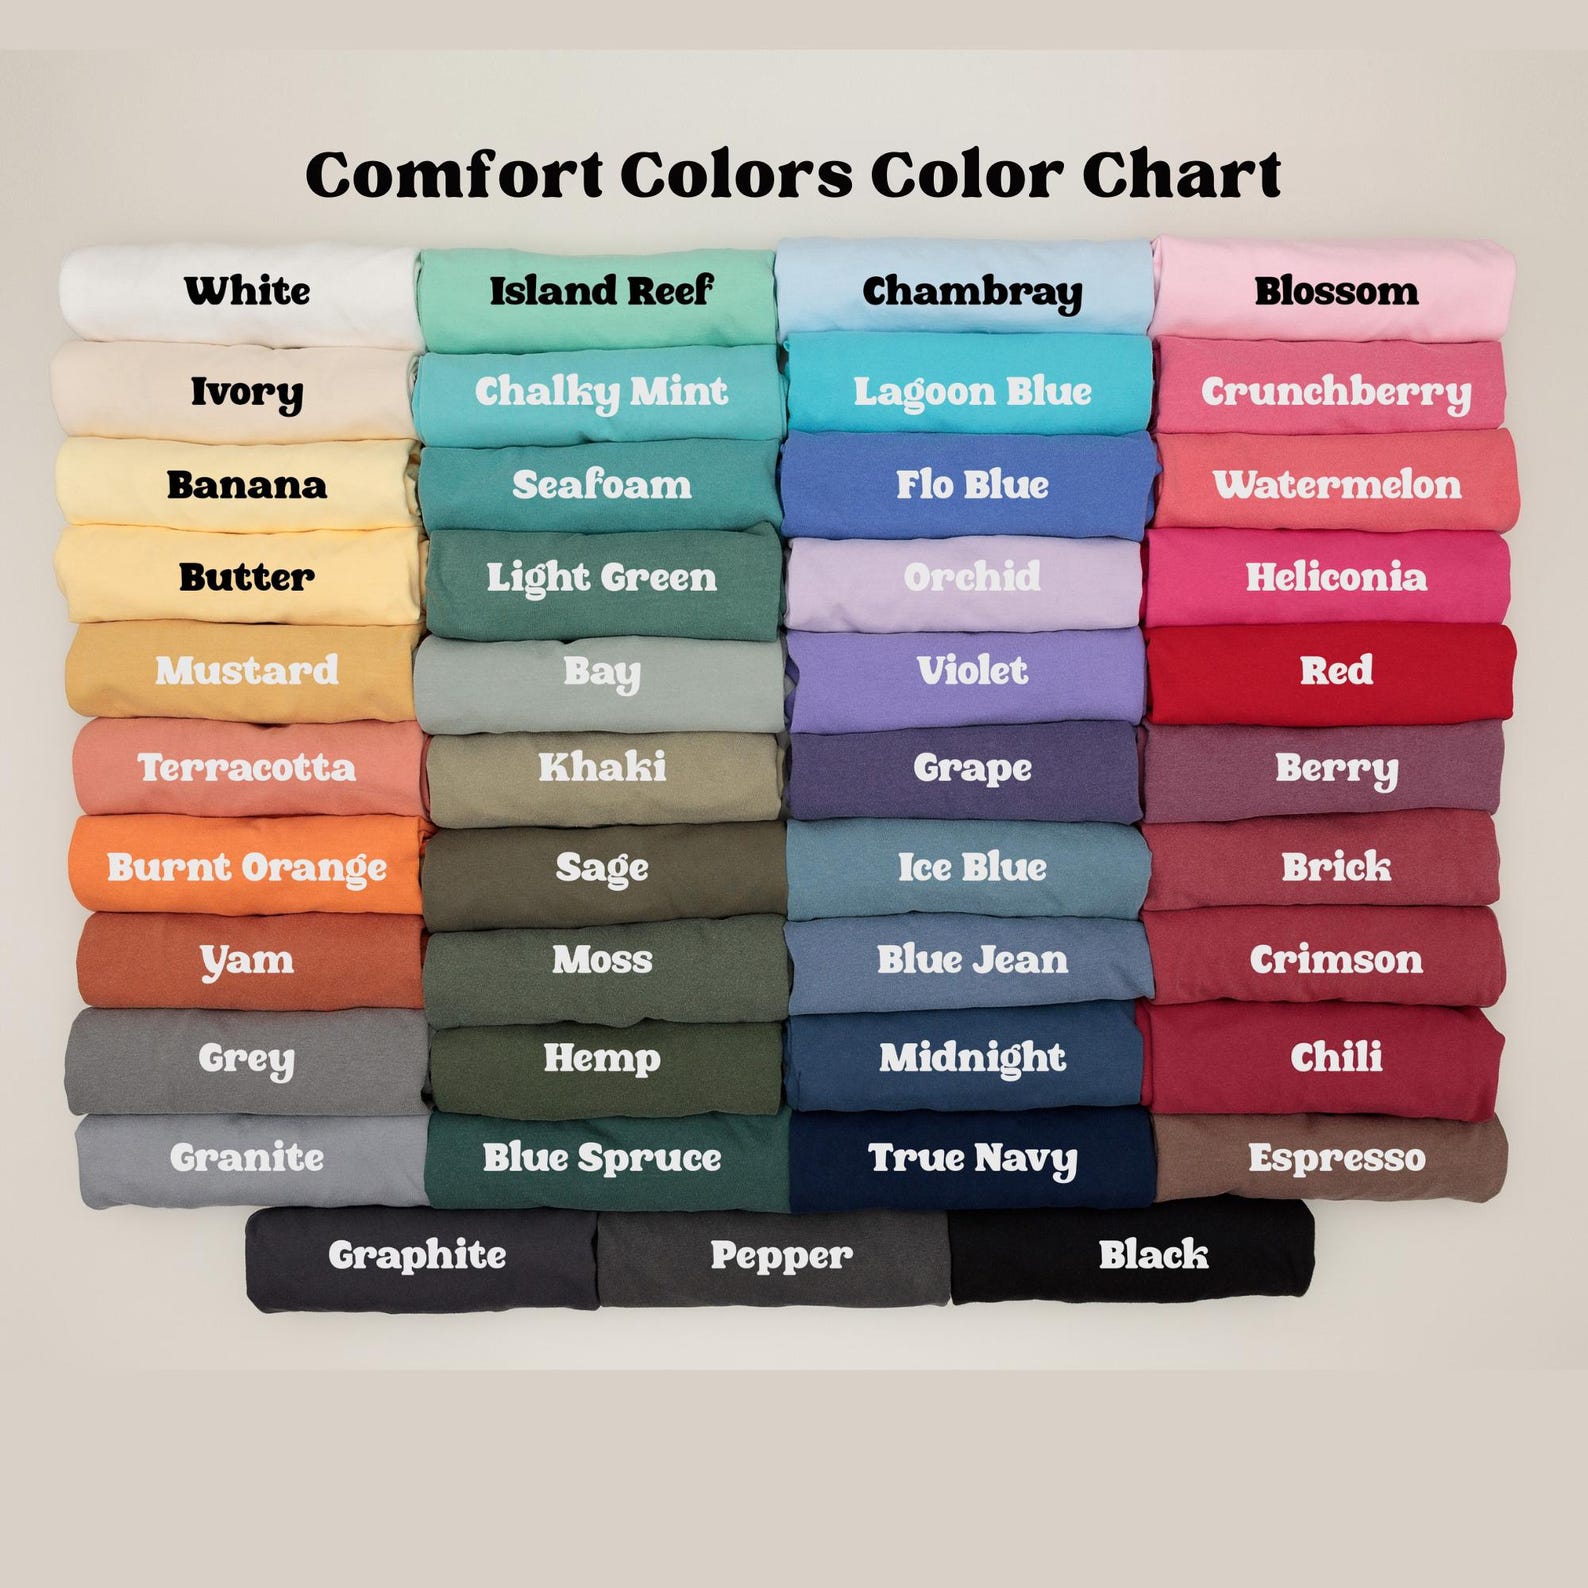 Comfort Colors Color Chart
White
Island Reef
Chambray
Blossom
Ivory
Chalky Mint
Lagoon Blue
Crunchberry
Banana
Seafoam
Flo Blue
Watermelon
Butter
Light Green
Orchid
Heliconia
Mustard
Bay
Violet
Red
Terracotta
Khaki
Grape
Berry
Burnt Orange
Sage
Ice Blue
Brick
Yam
Moss
Blue Jean
Crimson
Grey
Hemp
Midnight
Chili
Granite
Blue Spruce
True Navy
Espresso
Graphite
Pepper
Black